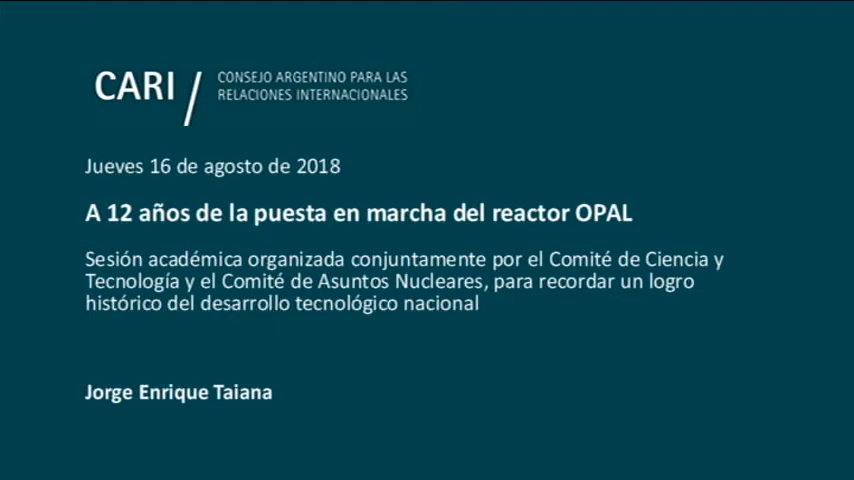 CARI/
CONSEJO ARGENTINO PARA LAS
RELACIONES INTERNACIONALES
Jueves 16 de agosto de 2018
A 12 años de la puesta en marcha del reactor OPAL
Sesión académica organizada conjuntamente por el Comité de Ciencia y
Tecnología y el Comité de Asuntos Nucleares, para recordar un logro
histórico del desarrollo tecnológico nacional
Jorge Enrique Taiana